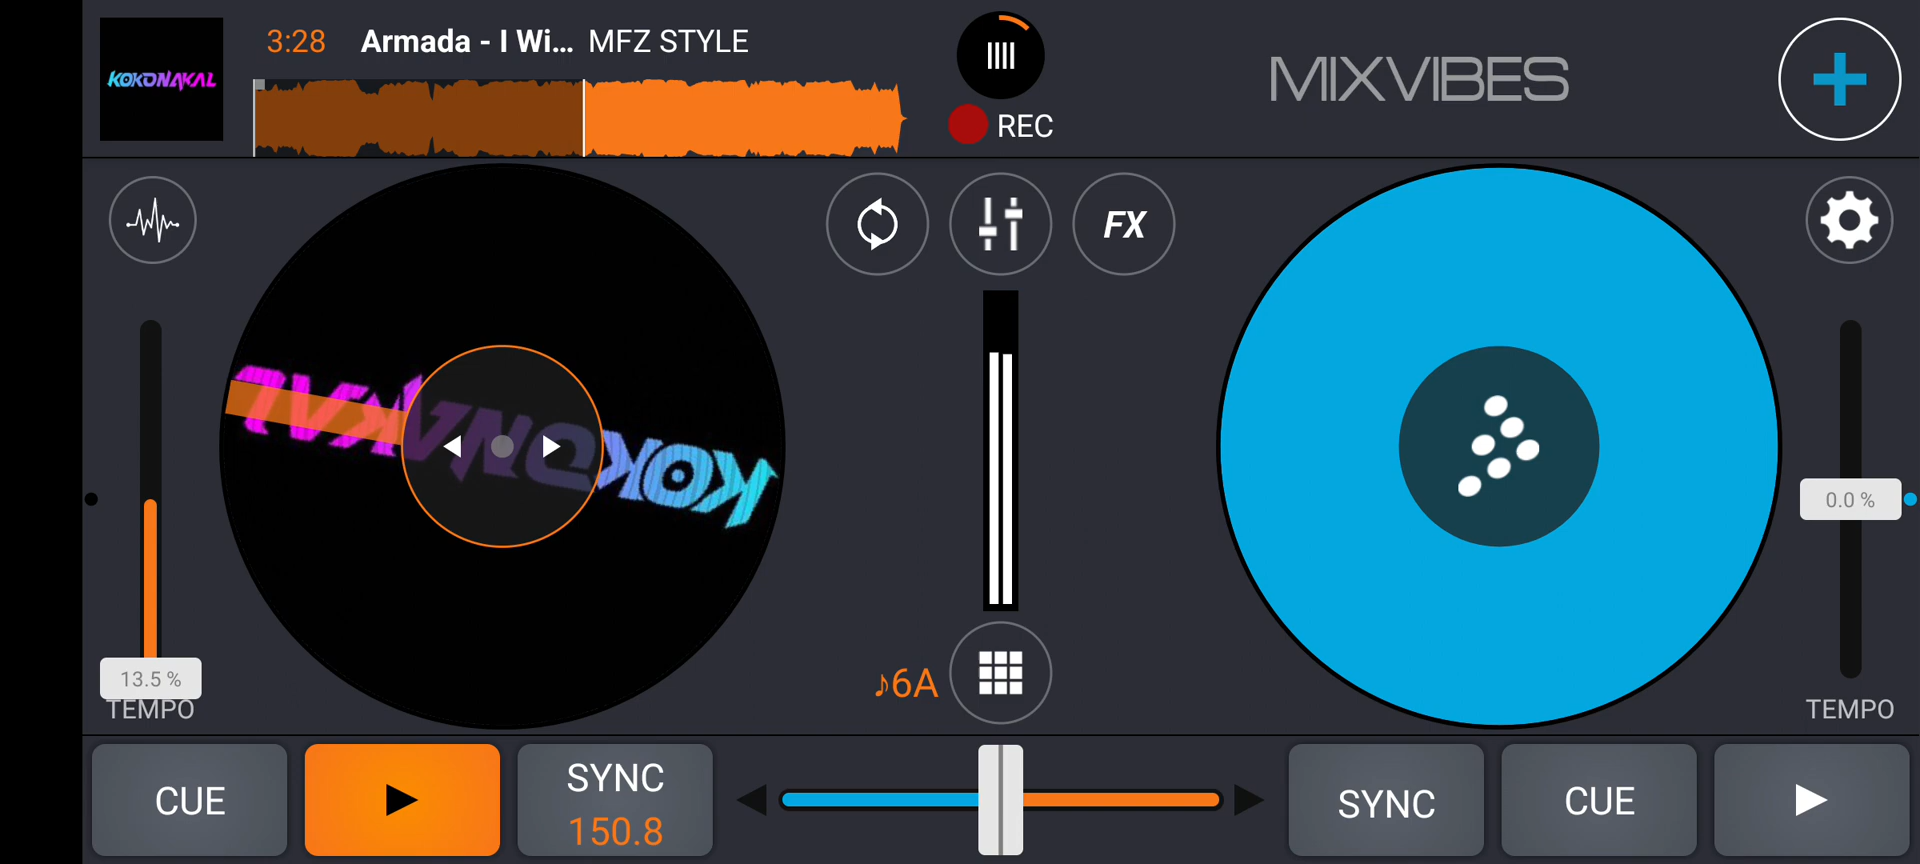 KOKONAKAL
3:28 Armada - I Wi... MFZ STYLE
REC
MIXVIBES
FX
KOKONAKAL
13.5 %
TEMPO
♪6A
0.0 %
TEMPO
CUE
SYNC
150.8
SYNC
CUE